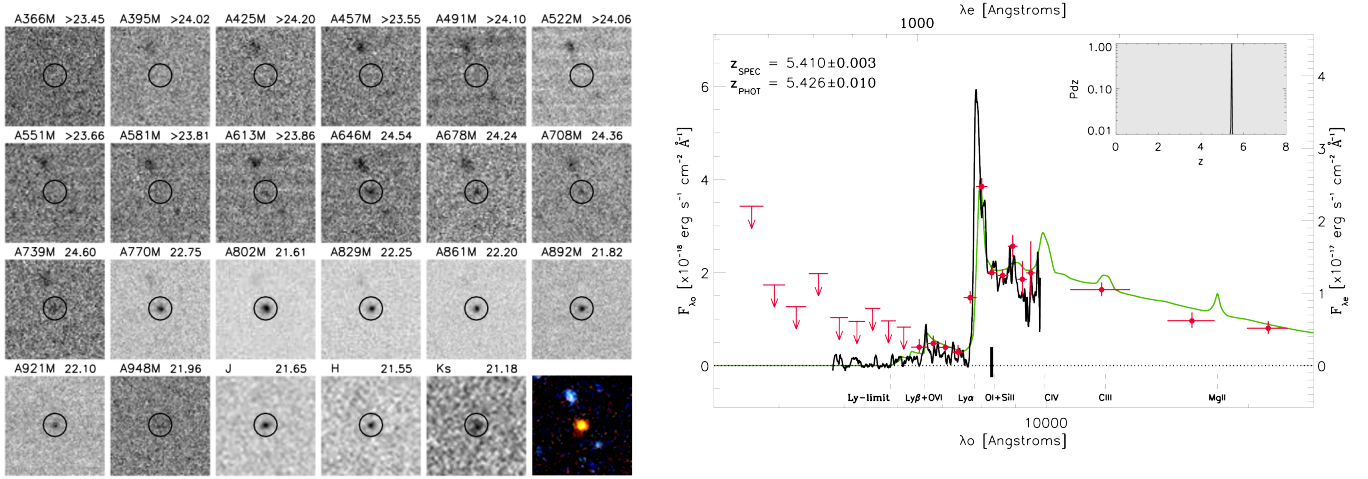 A366M >23.45 A395M >24.02 A425M >24.20 A457M >23.55 A491M >24.10 A522M >24.06
A551M >23.66 A581M >23.81 A613M >23.86 A646M 24.54 A678M 24.24 A708M 24.36
A739M 24.60 A770M 22.75 A802M 21.61 A829M 22.25 A861M 22.20 A892M 21.82
A921M 22.10 A948M 21.96 J 21.65 H 21.55 Ks 21.18
λe [Angstroms]
1000
z_SPEC = 5.410±0.003
z_PHOT = 5.426±0.010
1.00
0.10
0.01
Pdz
0 2 4 6 8
z
6
4
2
0
F_λo [x10⁻¹⁸ erg s⁻¹ cm⁻² Å⁻¹]
4
3
2
1
0
F_λe [x10⁻¹⁷ erg s⁻¹ cm⁻² Å⁻¹]
Ly-limit Lyβ+OVI Lyα OI+SiII CIV CIII MgII
10000
λo [Angstroms]